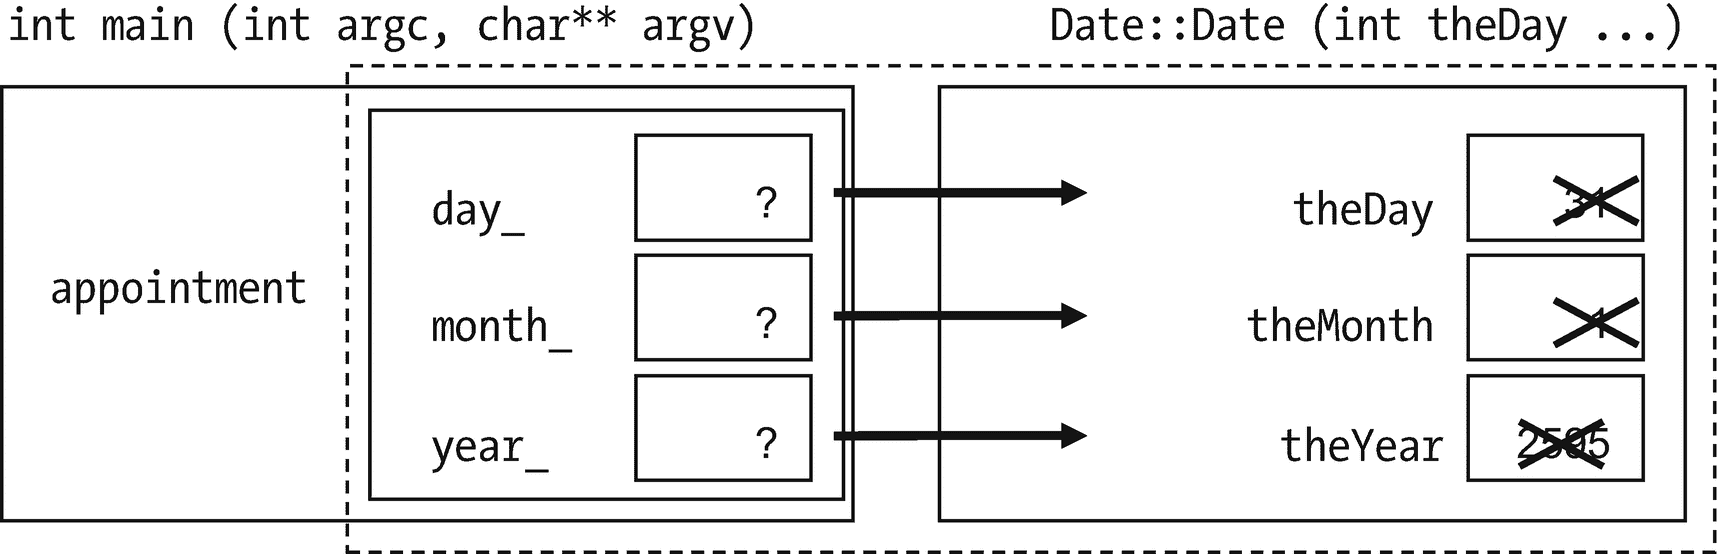 int main (int argc, char** argv)
Date::Date (int theDay ...)
appointment
day_ ?
month_ ?
year_ ?
theDay 31
theMonth 1
theYear 2595